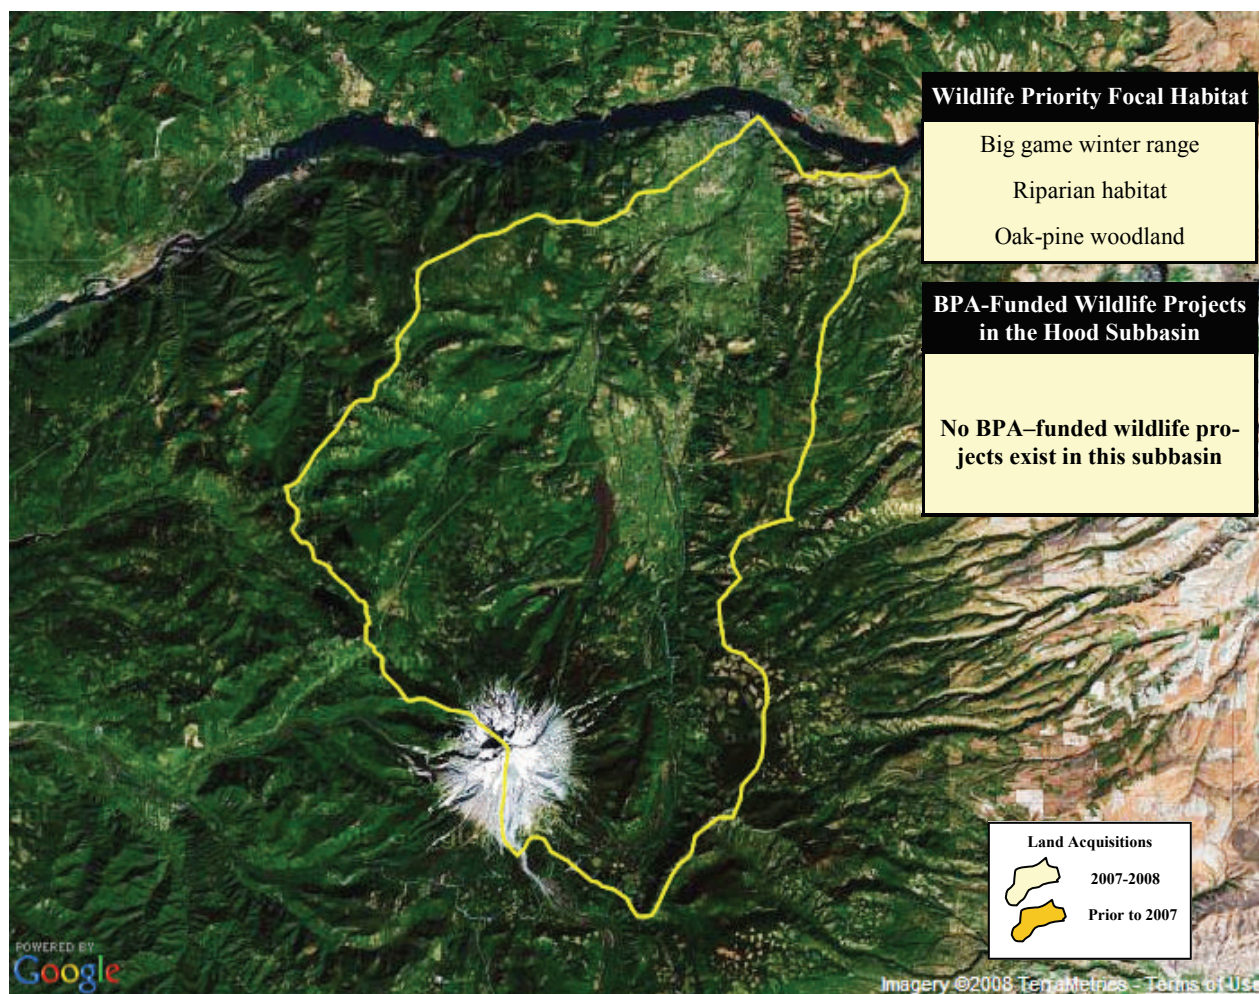 Wildlife Priority Focal Habitat
Big game winter range
Riparian habitat
Oak-pine woodland
BPA-Funded Wildlife Projects
in the Hood Subbasin
No BPA–funded wildlife pro-
jects exist in this subbasin
Land Acquisitions
2007-2008
Prior to 2007
POWERED BY
Google
Imagery ©2008 TerraMetrics - Terms of Us